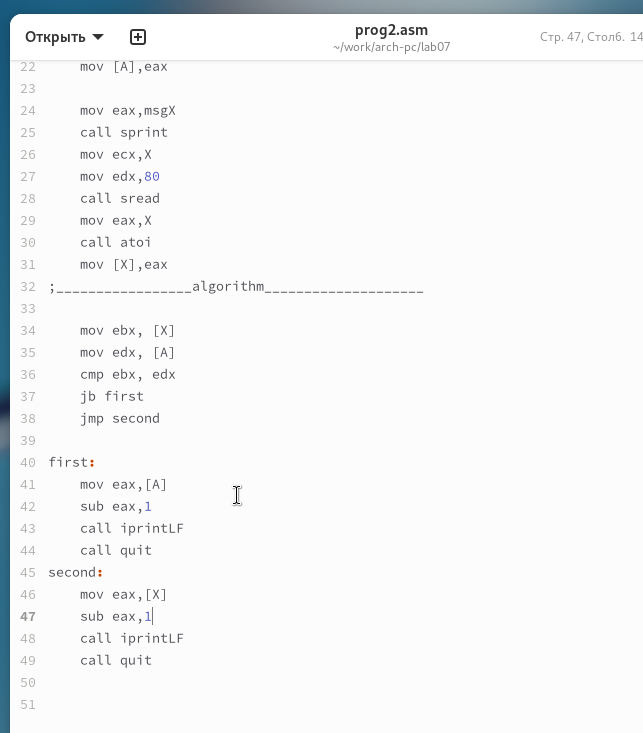 Открыть
prog2.asm
~/work/arch-pc/lab07
Стр. 47, Столб. 14
22 mov [A],eax
23
24 mov eax,msgX
25 call sprint
26 mov ecx,X
27 mov edx,80
28 call sread
29 mov eax,X
30 call atoi
31 mov [X],eax
32 ;_________________algorithm____________________
33
34 mov ebx, [X]
35 mov edx, [A]
36 cmp ebx, edx
37 jb first
38 jmp second
39
40 first:
41 mov eax,[A]
42 sub eax,1
43 call iprintLF
44 call quit
45 second:
46 mov eax,[X]
47 sub eax,1
48 call iprintLF
49 call quit
50
51